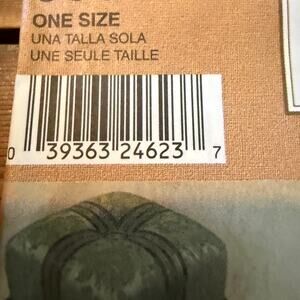 ONE SIZE
UNA TALLA SOLA
UNE SEULE TAILLE
0 39363 24623 7